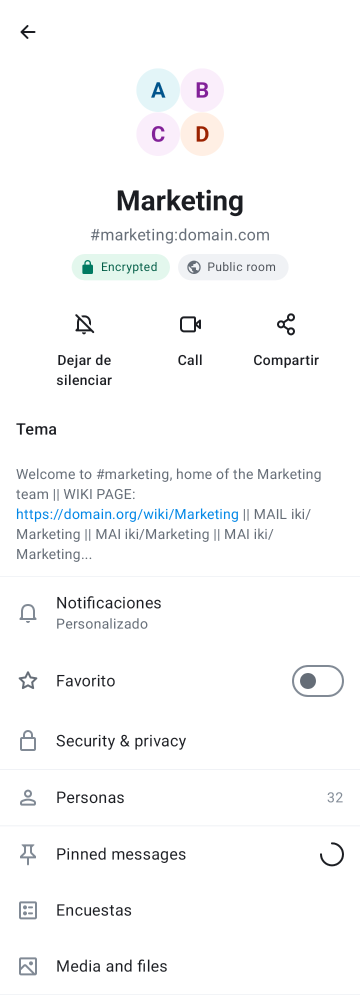 A B
C D
Marketing
#marketing:domain.com
Encrypted Public room
Dejar de silenciar
Call
Compartir
Tema
Welcome to #marketing, home of the Marketing
team || WIKI PAGE:
https://domain.org/wiki/Marketing || MAIL iki/
Marketing || MAI iki/Marketing || MAI iki/
Marketing...
Notificaciones
Personalizado
Favorito
Security & privacy
Personas 32
Pinned messages
Encuestas
Media and files